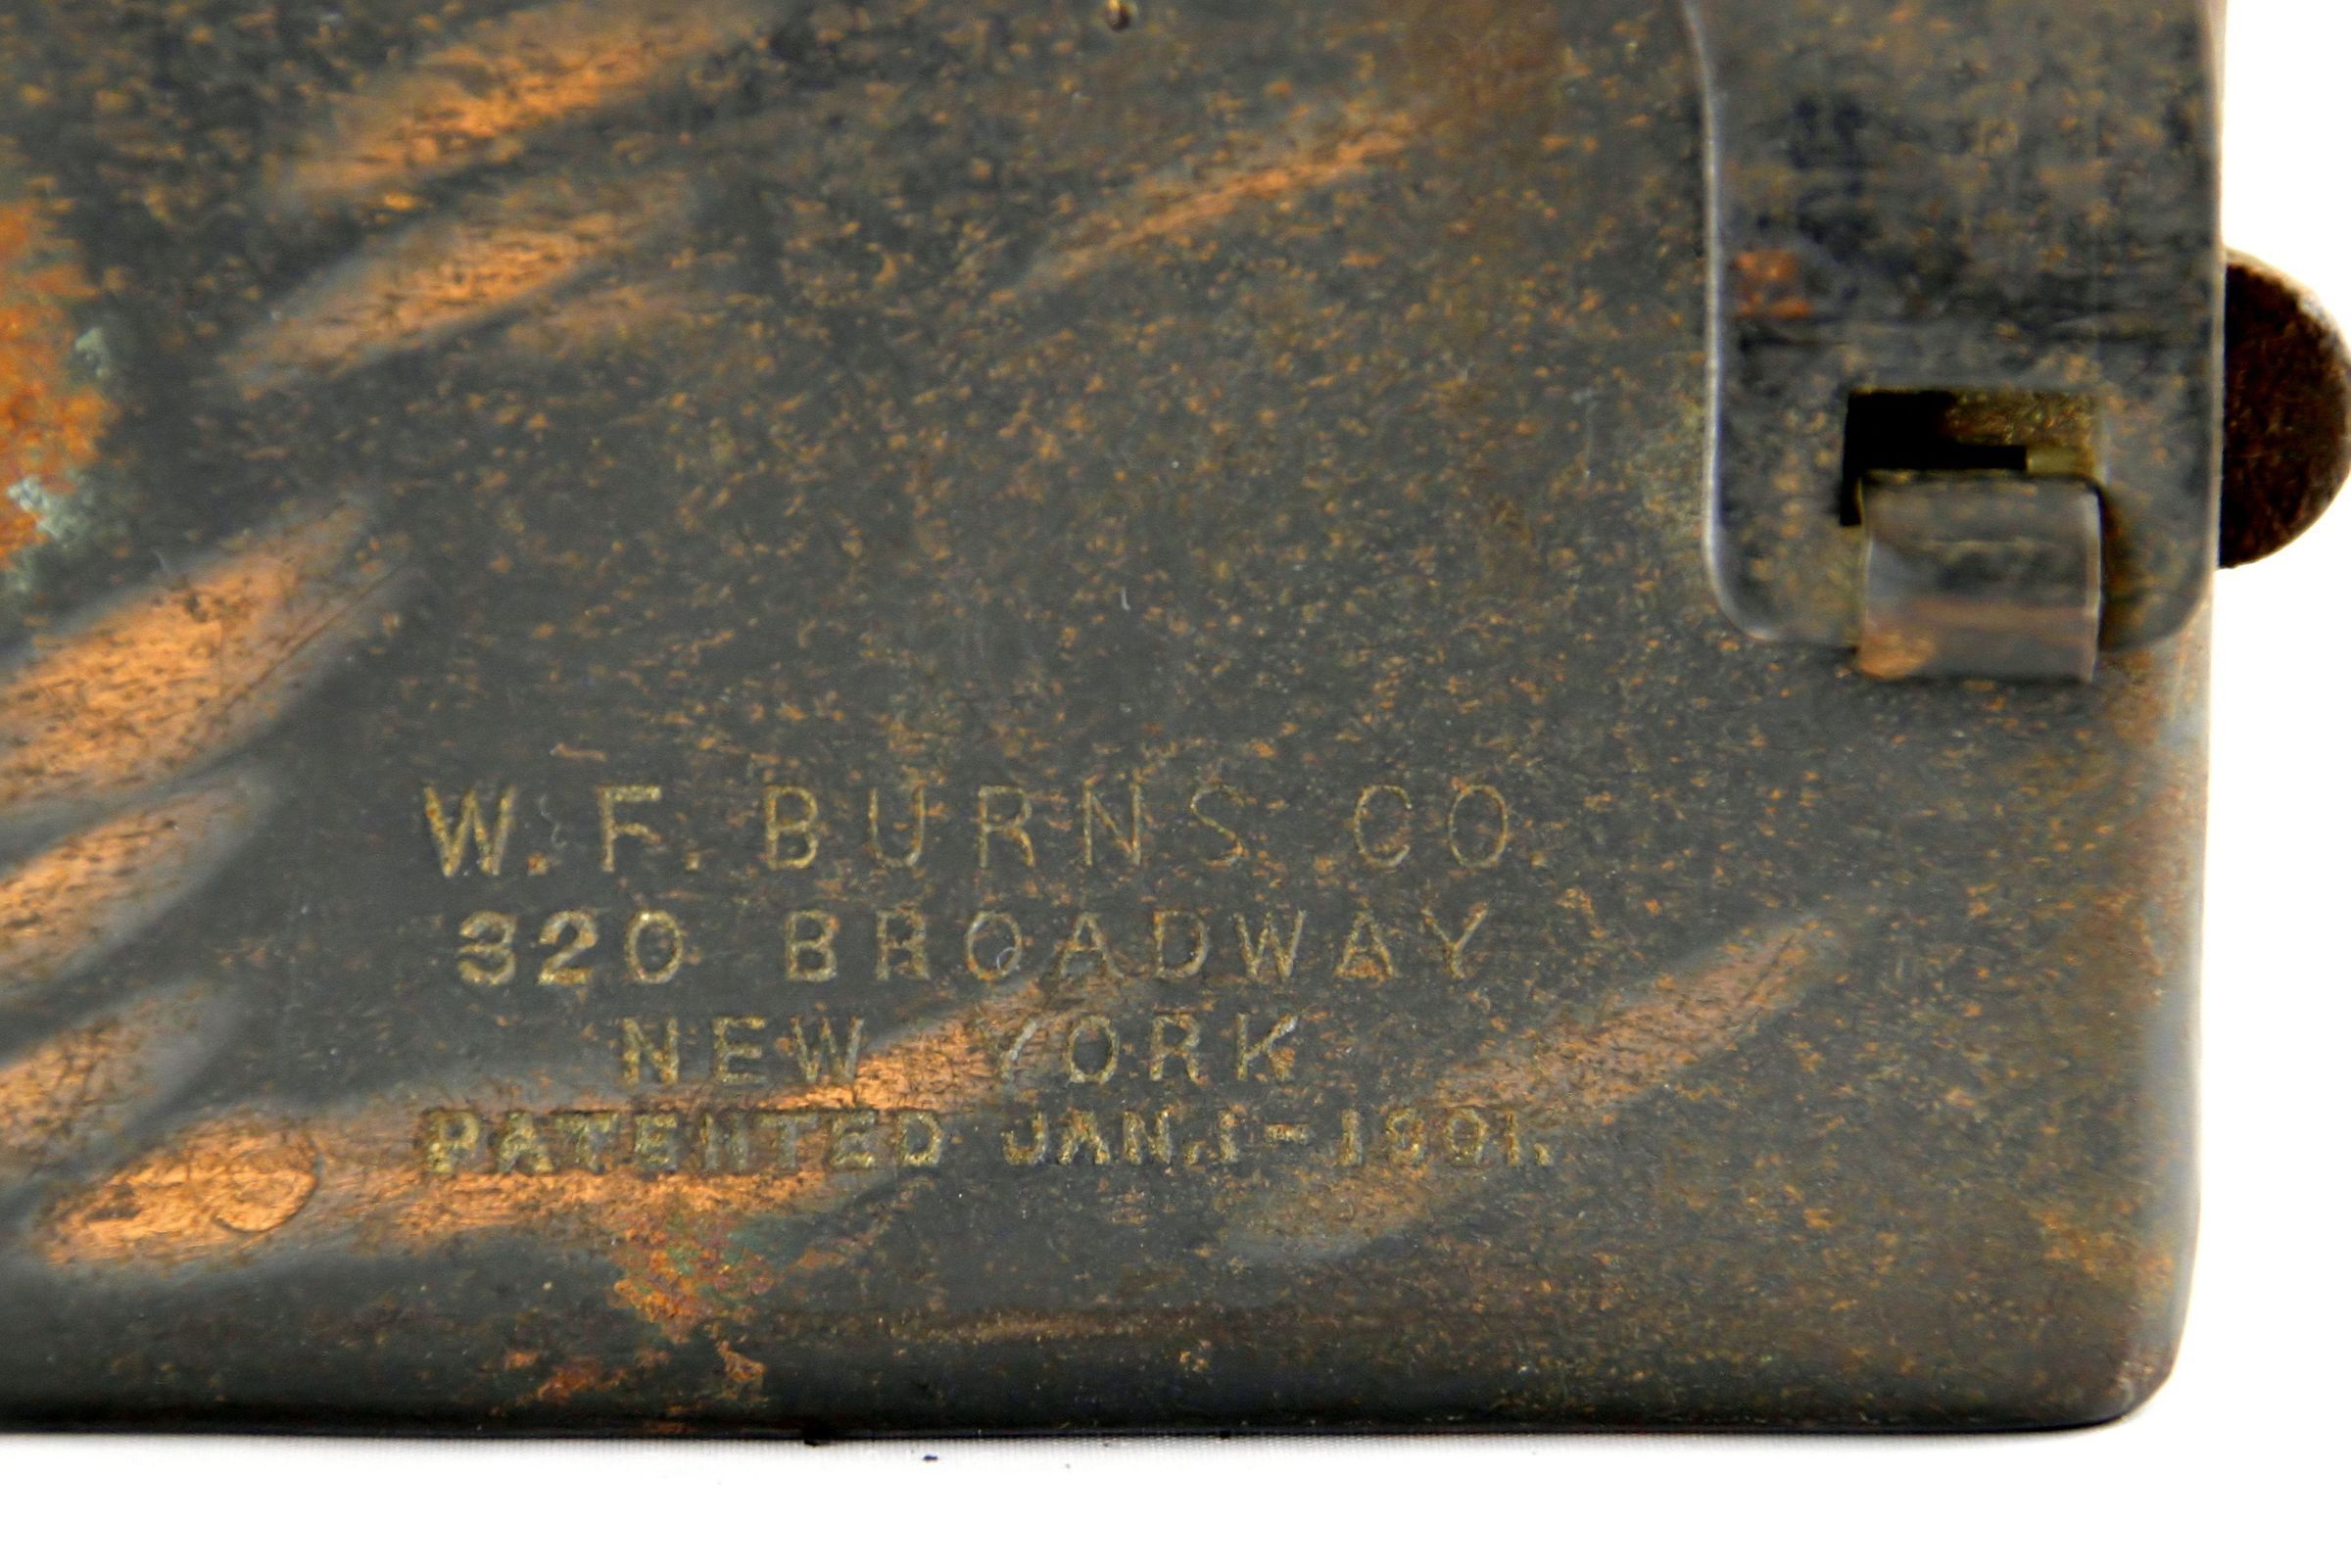 W. F. BURNS CO
320 BROADWAY
NEW YORK
PATENTED JAN. 1-1901.